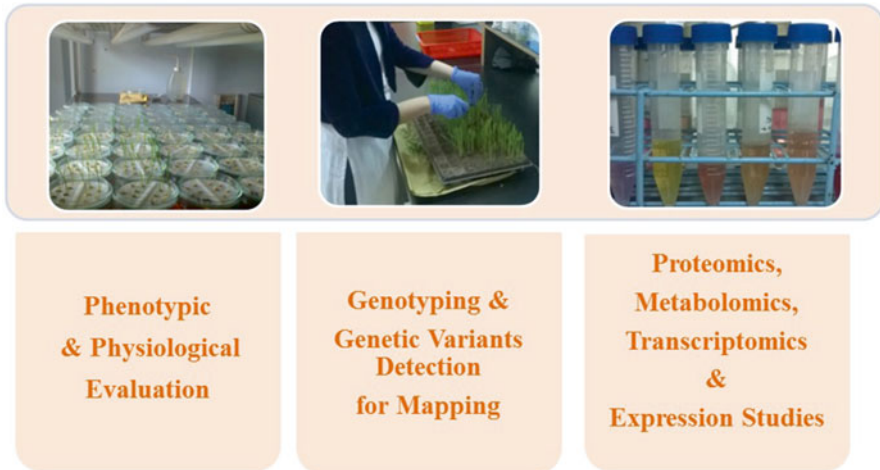 Phenotypic
& Physiological
Evaluation
Genotyping &
Genetic Variants
Detection
for Mapping
Proteomics,
Metabolomics,
Transcriptomics
&
Expression Studies